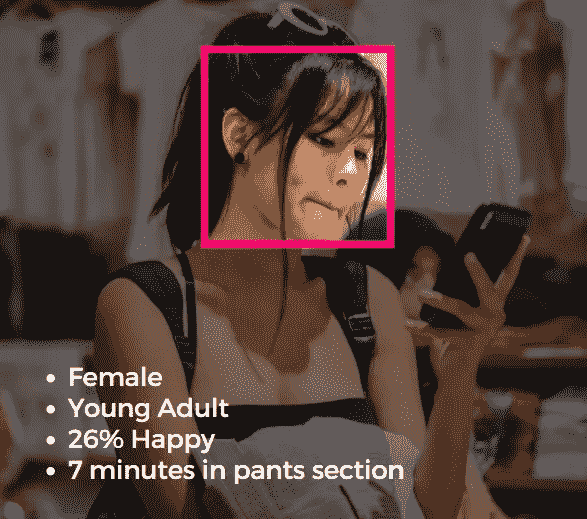 • Female
• Young Adult
• 26% Happy
• 7 minutes in pants section